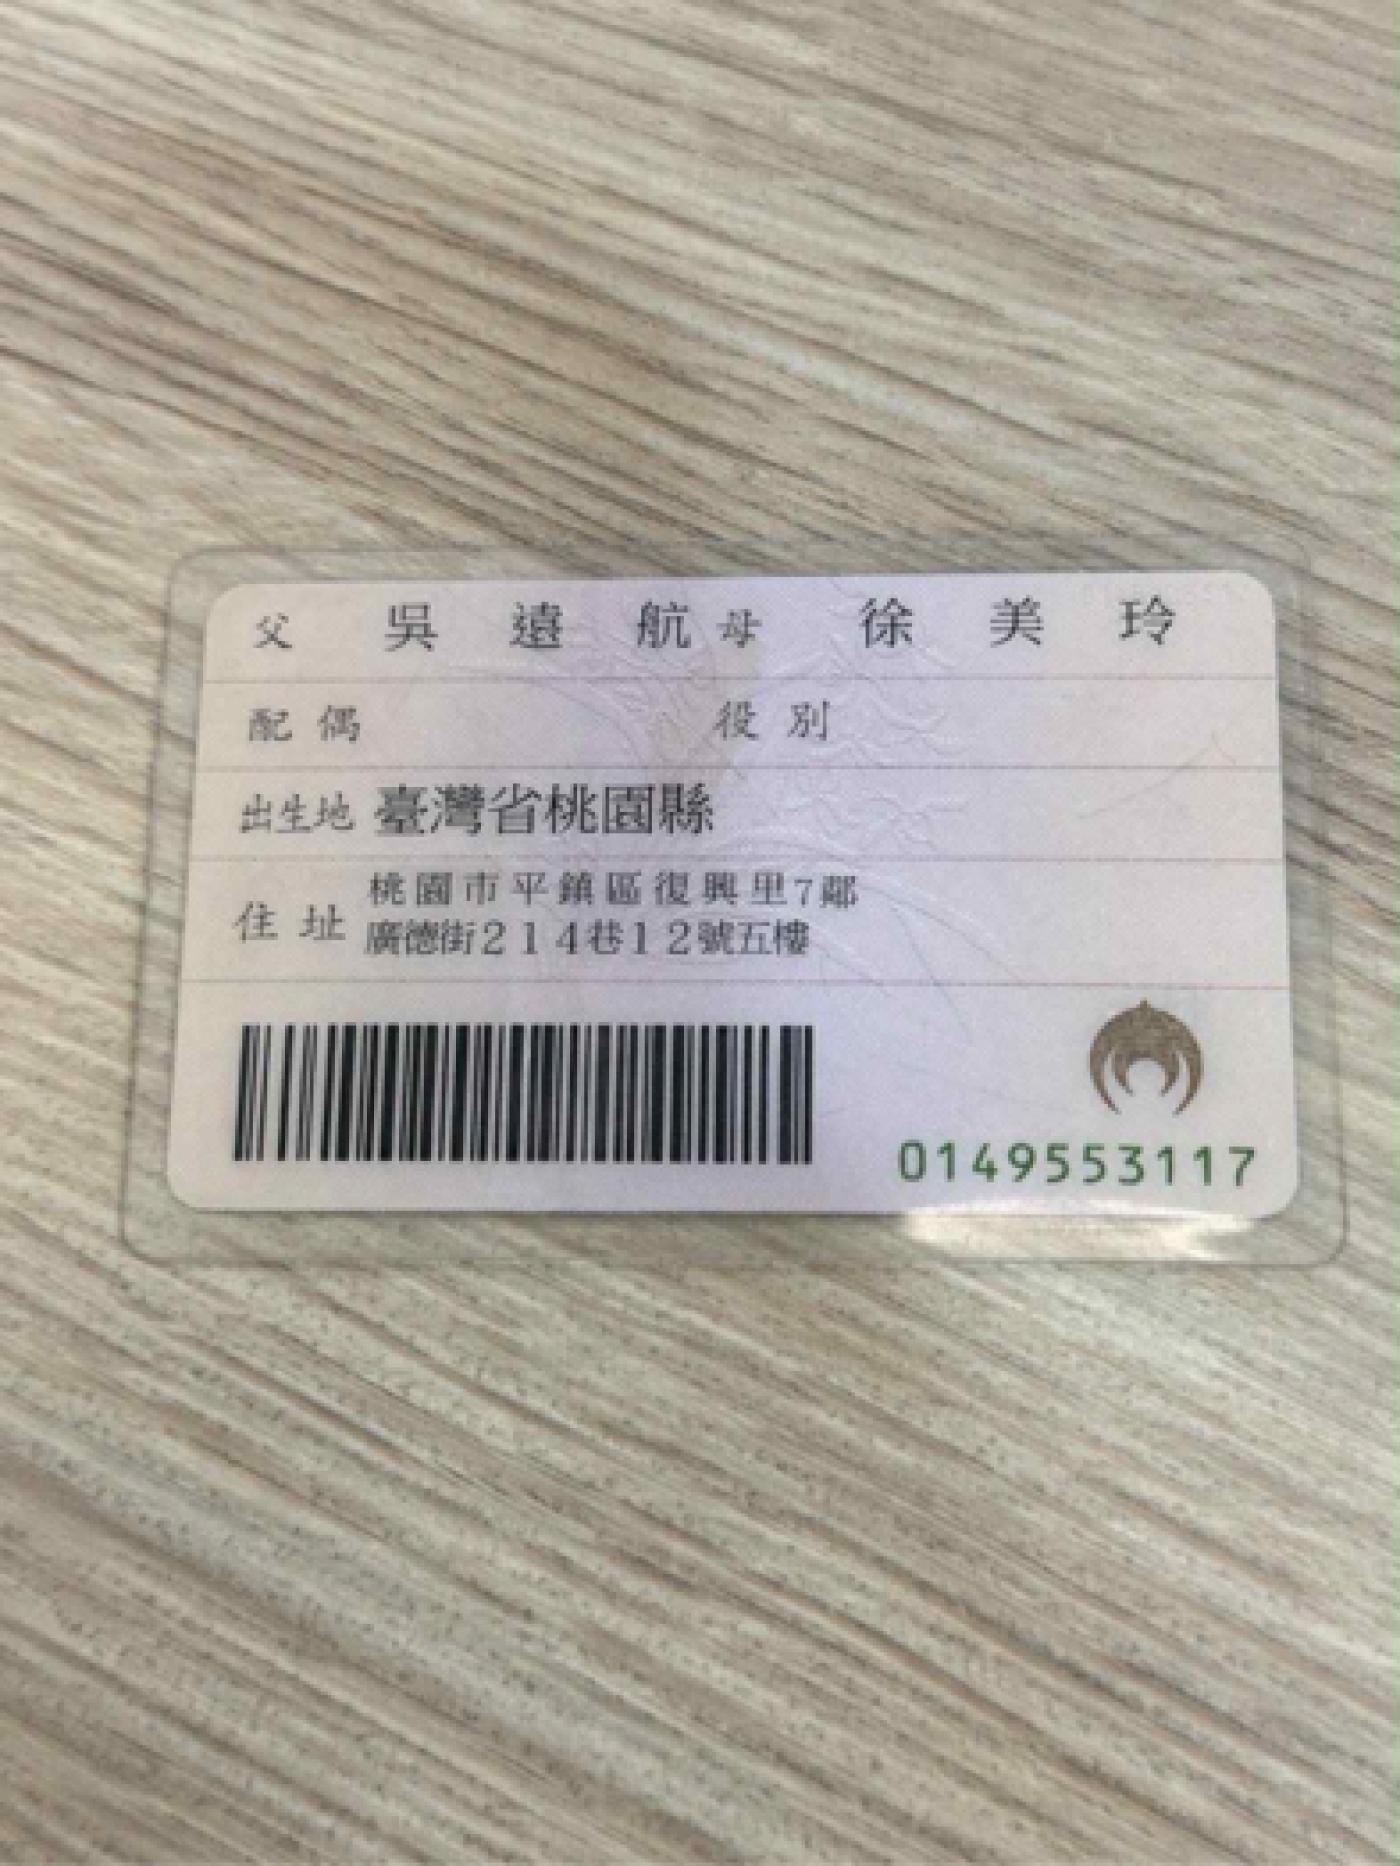 父 吳遠航 母 徐美玲
配偶 役別
出生地 臺灣省桃園縣
住址 桃園市平鎮區復興里7鄰
廣德街214巷12號五樓
0149553117